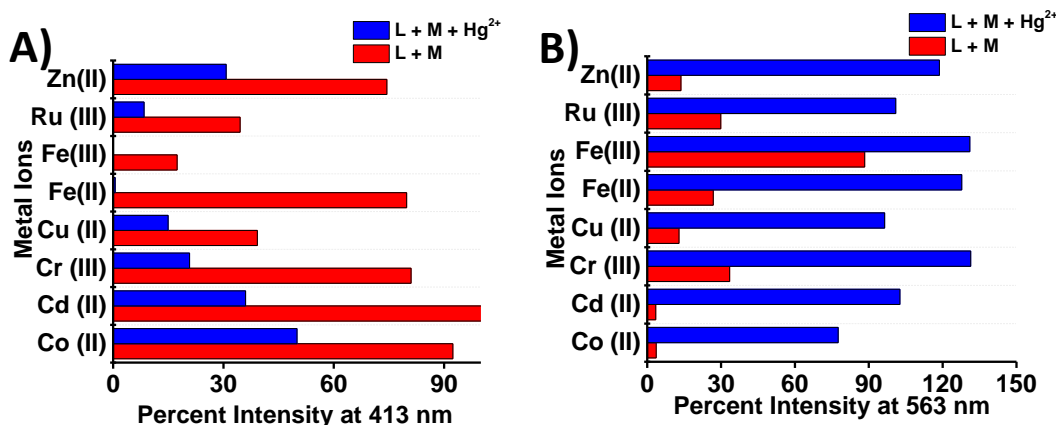 A)
L + M + Hg²⁺
L + M
Metal Ions
Zn(II)
Ru (III)
Fe(III)
Fe(II)
Cu (II)
Cr (III)
Cd (II)
Co (II)
0 30 60 90
Percent Intensity at 413 nm
B)
L + M + Hg²⁺
L + M
Metal Ions
Zn(II)
Ru (III)
Fe(III)
Fe(II)
Cu (II)
Cr (III)
Cd (II)
Co (II)
0 30 60 90 120 150
Percent Intensity at 563 nm